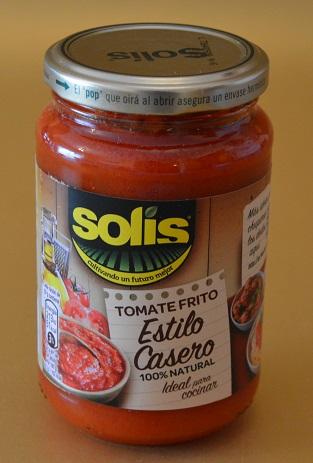 Solis
El "pop" que oirá al abrir asegura un envase
solís
cultivando un futuro mejor
TOMATE FRITO
Estilo
Casero
100% NATURAL
Ideal para
cocinar